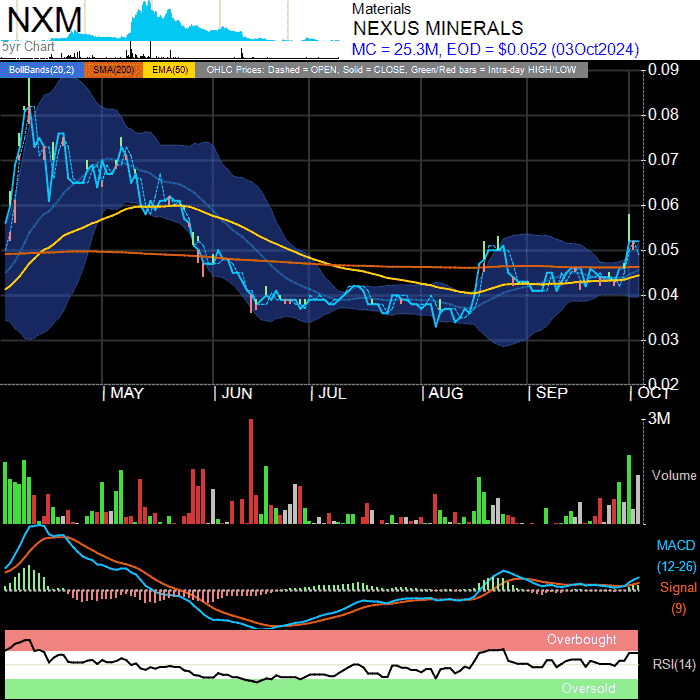 NXM
Materials
NEXUS MINERALS
MC = 25.3M, EOD = $0.052 (03Oct2024)
5yr Chart
BollBands(20,2) SMA(200) EMA(50) OHLC Prices: Dashed = OPEN, Solid = CLOSE, Green/Red bars = Intra-day HIGH/LOW
0.09
0.08
0.07
0.06
0.05
0.04
0.03
0.02
| MAY | JUN | JUL | AUG | SEP | OCT
3M
Volume
MACD
(12-26)
Signal
(9)
Overbought
RSI(14)
Oversold